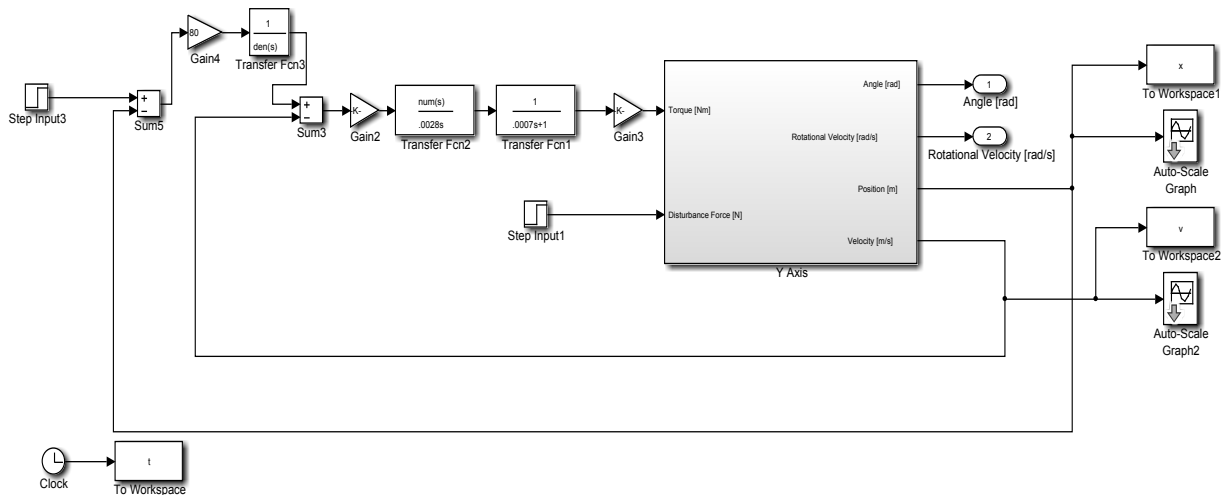 Step Input3
+
−
Sum5
80
Gain4
1
den(s)
Transfer Fcn3
+
−
Sum3
-K-
Gain2
num(s)
.0028s
Transfer Fcn2
1
.0007s+1
Transfer Fcn1
-K-
Gain3
Step Input1
Torque [Nm]
Disturbance Force [N]
Angle [rad]
Rotational Velocity [rad/s]
Position [m]
Velocity [m/s]
Y Axis
1
Angle [rad]
2
Rotational Velocity [rad/s]
x
To Workspace1
Auto-Scale
Graph
v
To Workspace2
Auto-Scale
Graph2
Clock
t
To Workspace